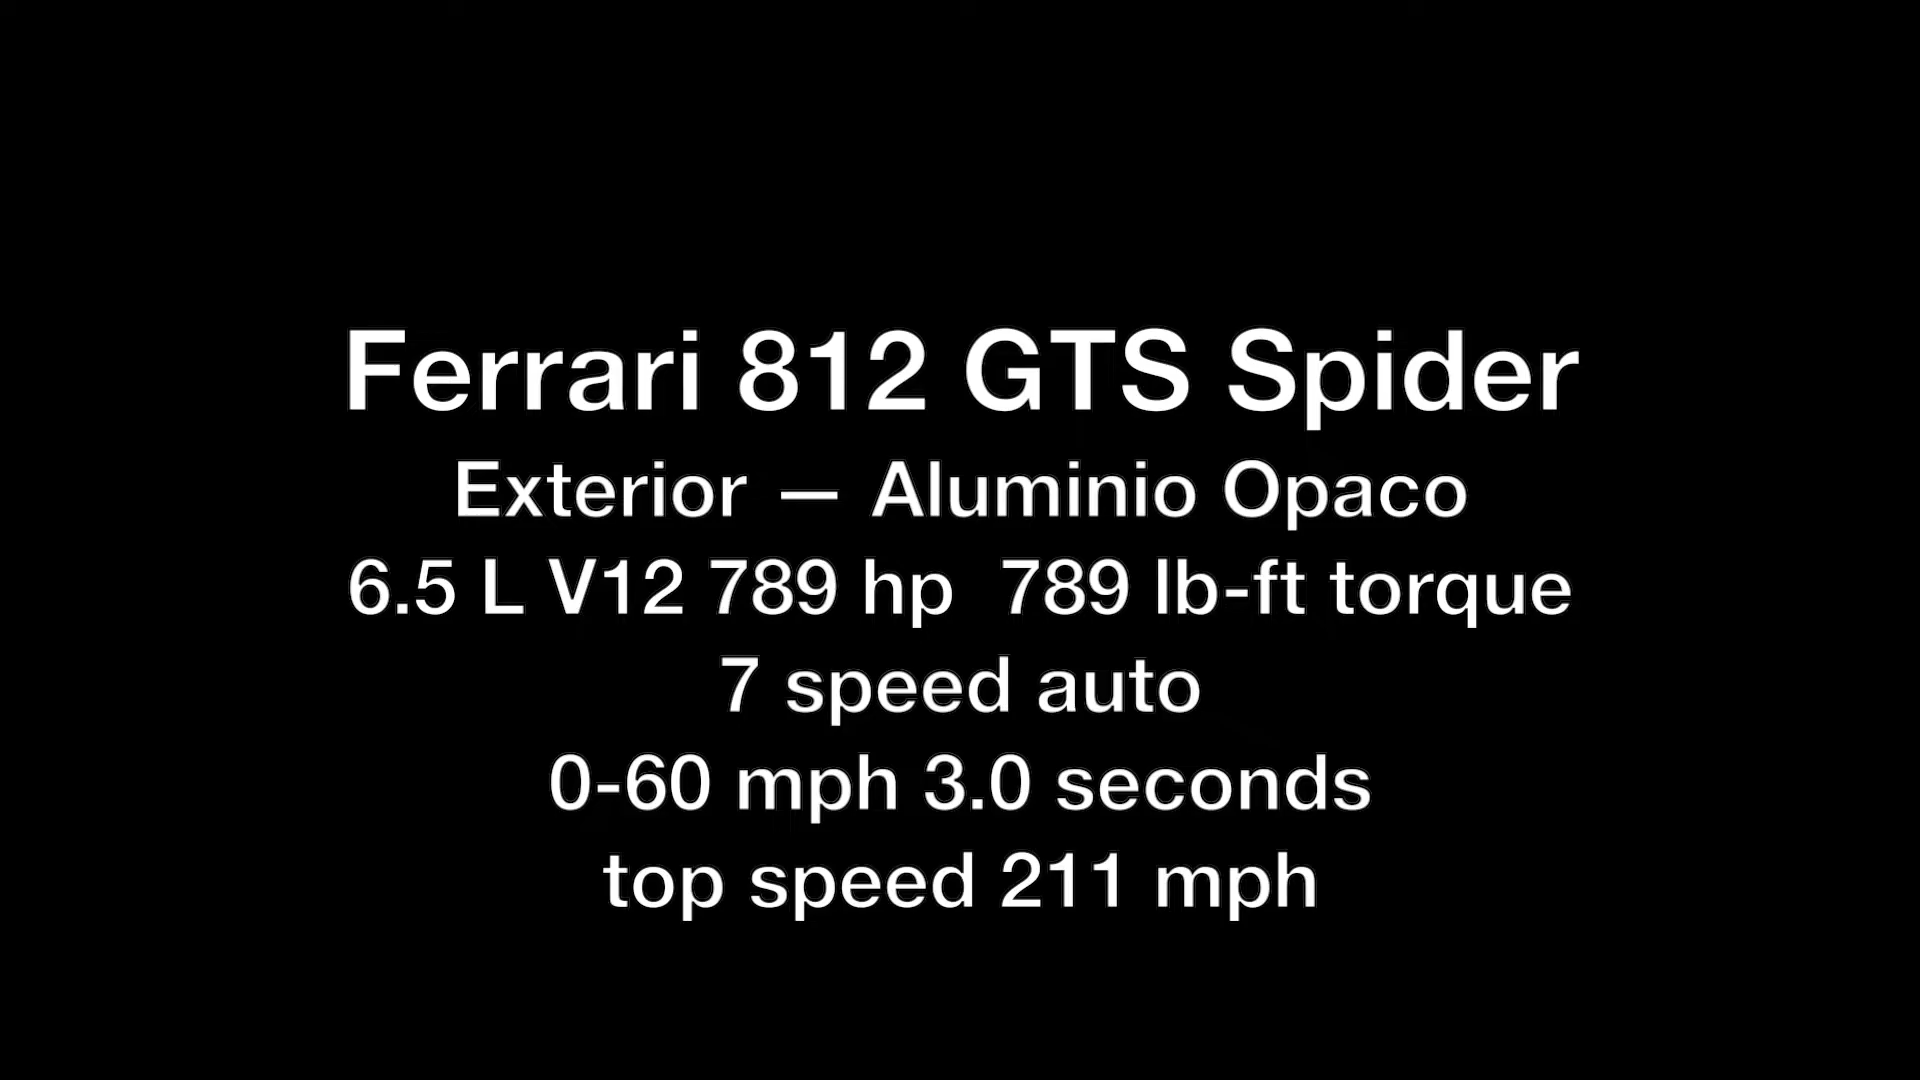 Ferrari 812 GTS Spider
Exterior — Aluminio Opaco
6.5 L V12 789 hp  789 lb-ft torque
7 speed auto
0-60 mph 3.0 seconds
top speed 211 mph